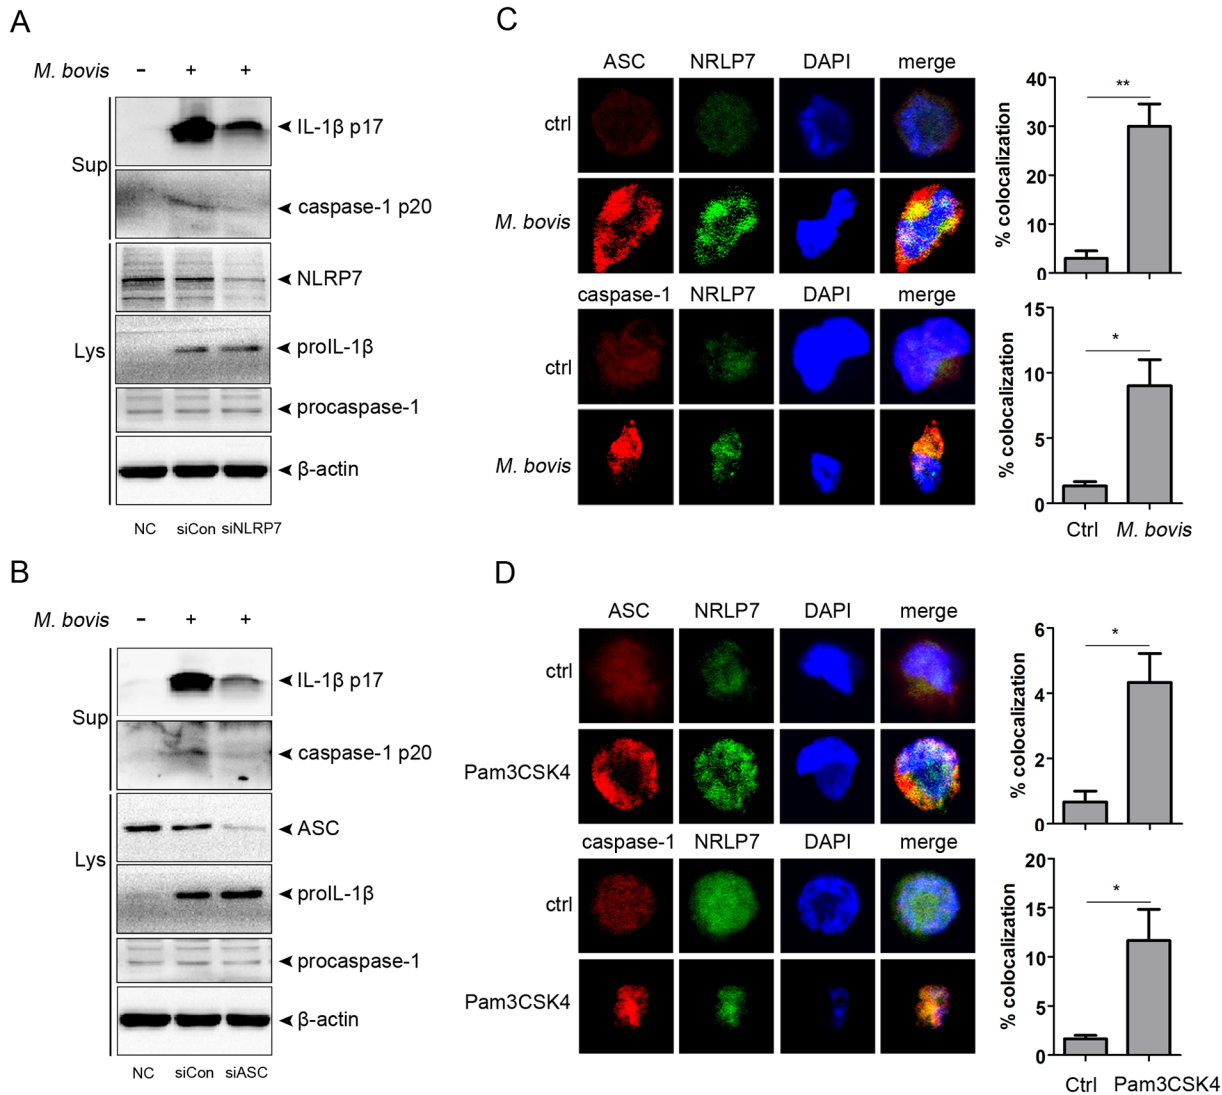 A
M. bovis - + +
IL-1β p17
Sup
caspase-1 p20
NLRP7
Lys
proIL-1β
procaspase-1
β-actin
NC siCon siNLRP7
B
M. bovis - + +
IL-1β p17
Sup
caspase-1 p20
ASC
Lys
proIL-1β
procaspase-1
β-actin
NC siCon siASC
C
ASC NRLP7 DAPI merge
ctrl
M. bovis
caspase-1 NRLP7 DAPI merge
ctrl
M. bovis
% colocalization
40
30
20
10
0
**
% colocalization
15
10
5
0
*
Ctrl M. bovis
D
ASC NRLP7 DAPI merge
ctrl
Pam3CSK4
caspase-1 NRLP7 DAPI merge
ctrl
Pam3CSK4
% colocalization
6
4
2
0
*
% colocalization
20
15
10
5
0
*
Ctrl Pam3CSK4